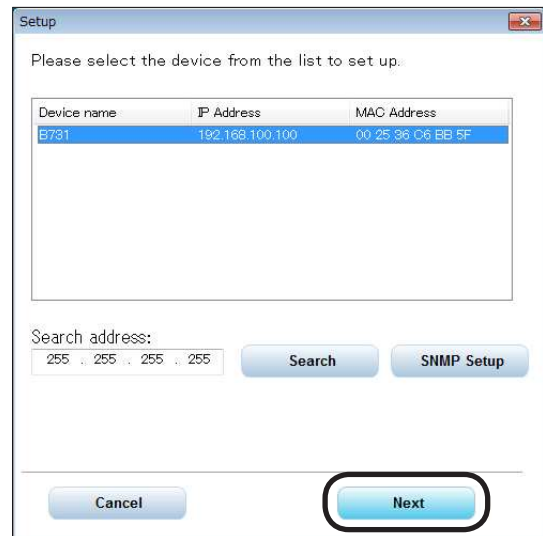 Setup
Please select the device from the list to set up.
Device name IP Address MAC Address
B731 192.168.100.100 00 25 36 C6 BB 5F
Search address:
255 . 255 . 255 . 255 Search SNMP Setup
Cancel Next